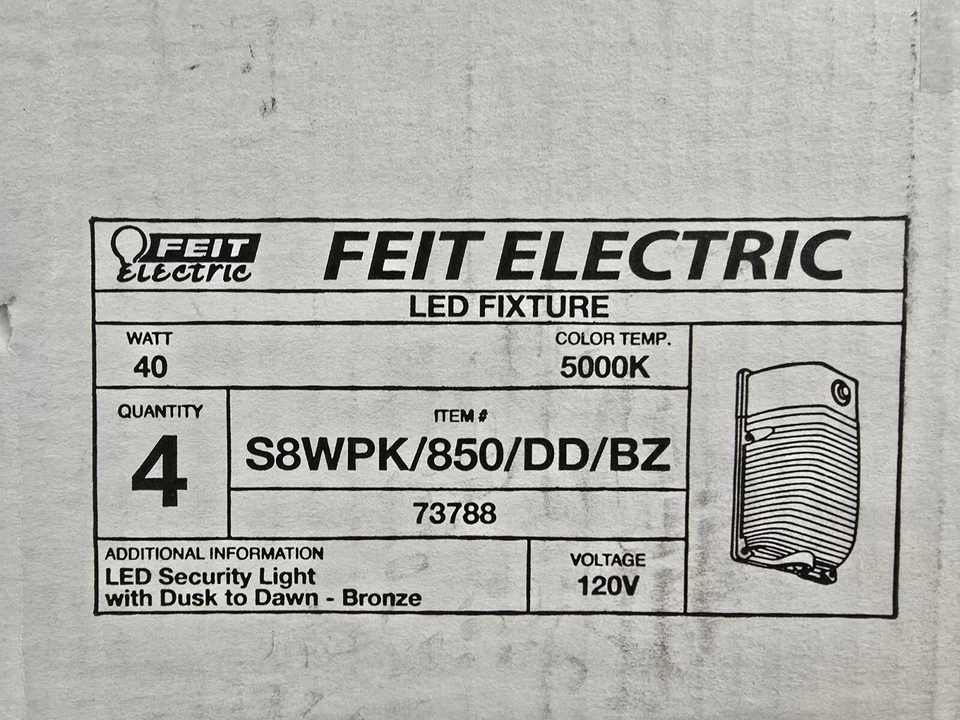 FEIT
Electric
FEIT ELECTRIC
LED FIXTURE
WATT
40
COLOR TEMP.
5000K
QUANTITY
4
ITEM #
S8WPK/850/DD/BZ
73788
ADDITIONAL INFORMATION
LED Security Light
with Dusk to Dawn - Bronze
VOLTAGE
120V